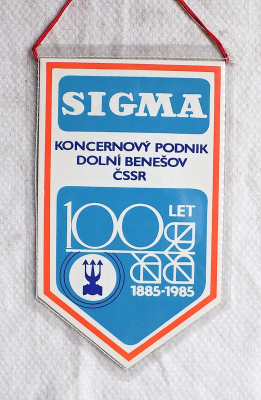 SIGMA
KONCERNOVÝ PODNIK
DOLNÍ BENEŠOV
ČSSR
100 LET
1885-1985